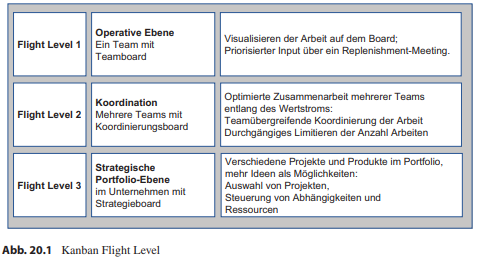 Flight Level 1
Operative Ebene
Ein Team mit
Teamboard
Visualisieren der Arbeit auf dem Board;
Priorisierter Input über ein Replenishment-Meeting.
Flight Level 2
Koordination
Mehrere Teams mit
Koordinierungsboard
Optimierte Zusammenarbeit mehrerer Teams
entlang des Wertstroms:
Teamübergreifende Koordinierung der Arbeit
Durchgängiges Limitieren der Anzahl Arbeiten
Flight Level 3
Strategische
Portfolio-Ebene
im Unternehmen mit
Strategieboard
Verschiedene Projekte und Produkte im Portfolio,
mehr Ideen als Möglichkeiten:
Auswahl von Projekten,
Steuerung von Abhängigkeiten und
Ressourcen
Abb. 20.1 Kanban Flight Level